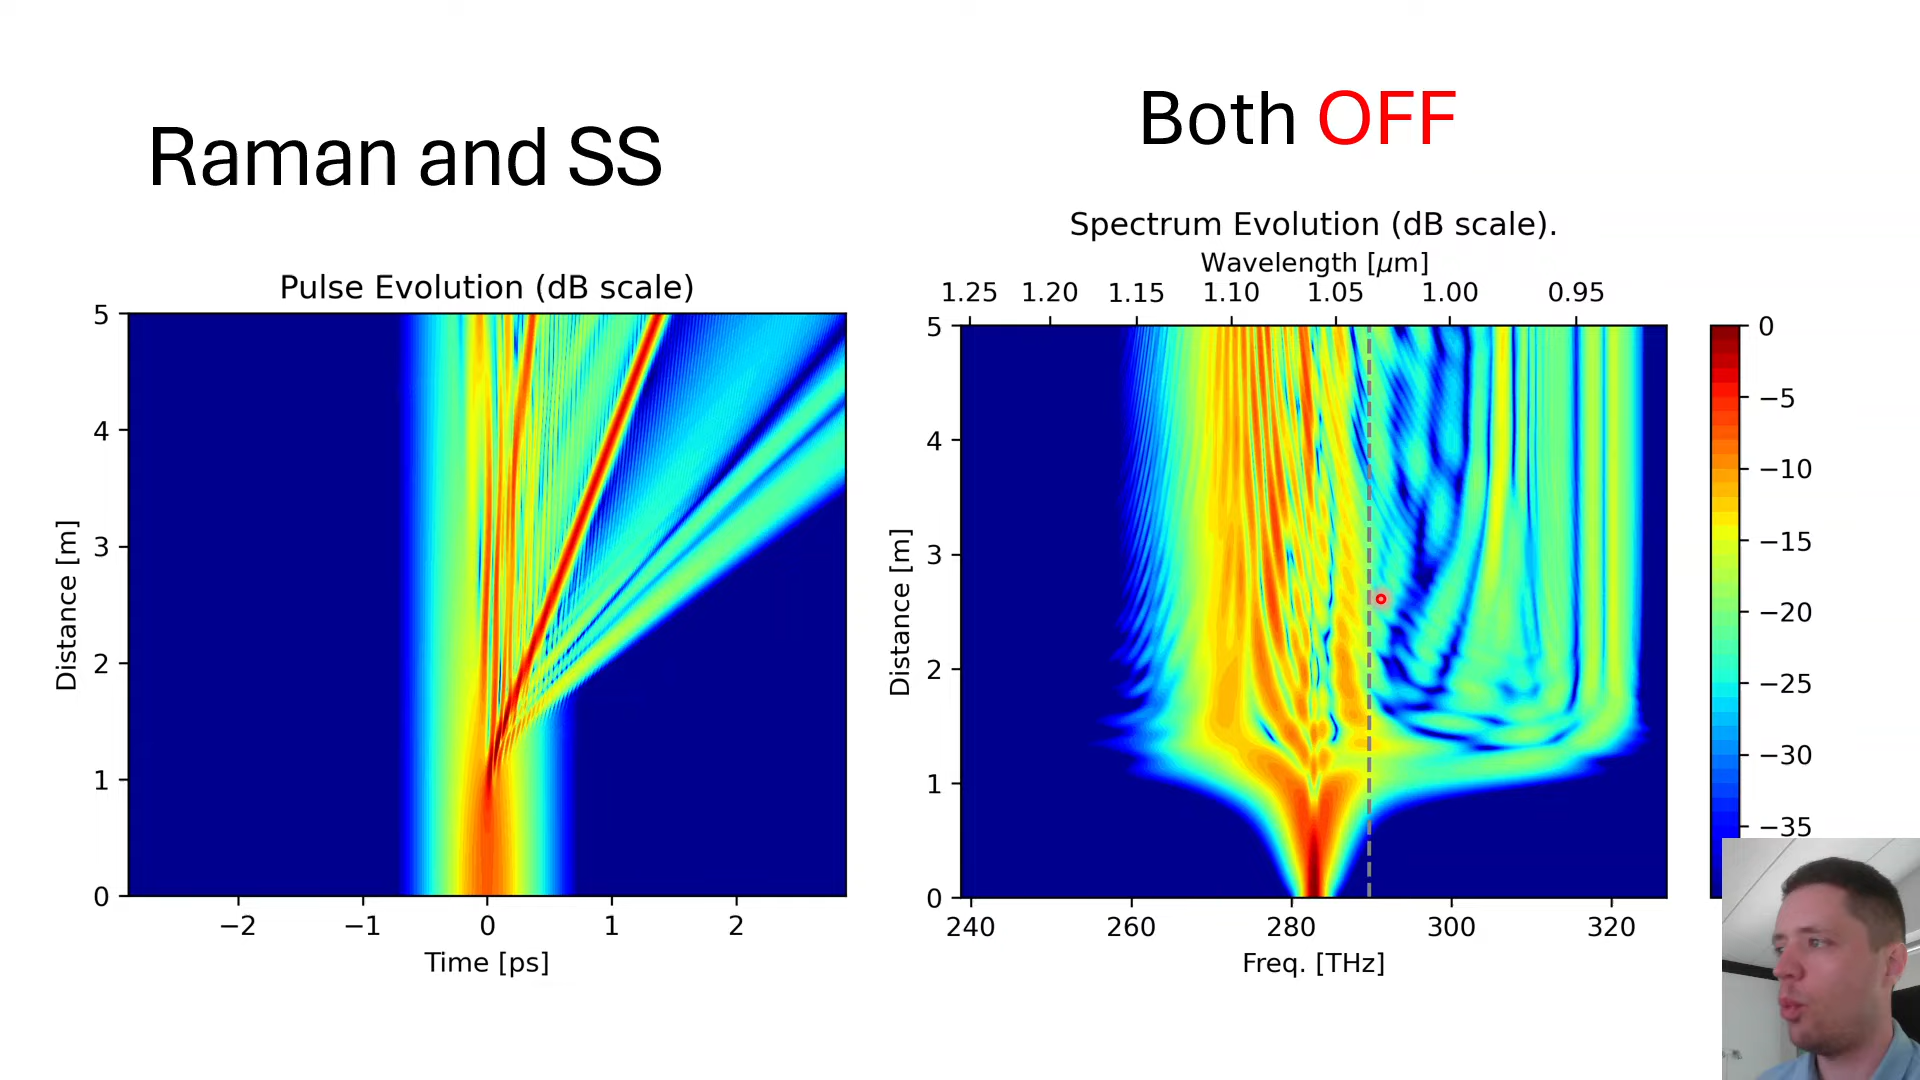 Both OFF
Raman and SS
Pulse Evolution (dB scale)
5
4
3
2
1
0
Distance [m]
−2 −1 0 1 2
Time [ps]
Spectrum Evolution (dB scale).
Wavelength [μm]
1.25 1.20 1.15 1.10 1.05 1.00 0.95
5
4
3
2
1
0
Distance [m]
240 260 280 300 320
Freq. [THz]
0
−5
−10
−15
−20
−25
−30
−35